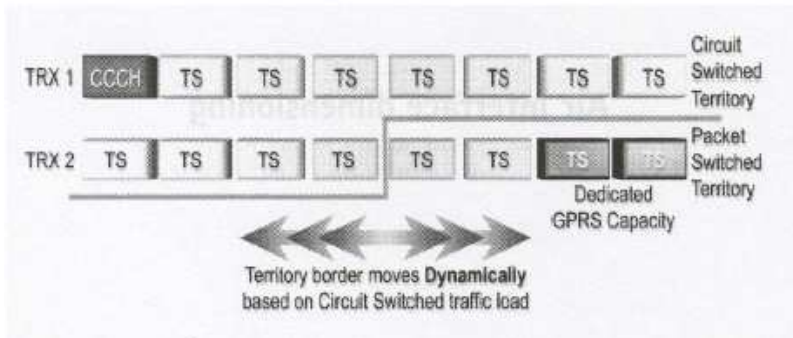 TRX 1 CCCH TS TS TS TS TS TS TS
Circuit
Switched
Territory
TRX 2 TS TS TS TS TS TS TS TS
Packet
Switched
Territory
Dedicated
GPRS Capacity
Territory border moves Dynamically
based on Circuit Switched traffic load